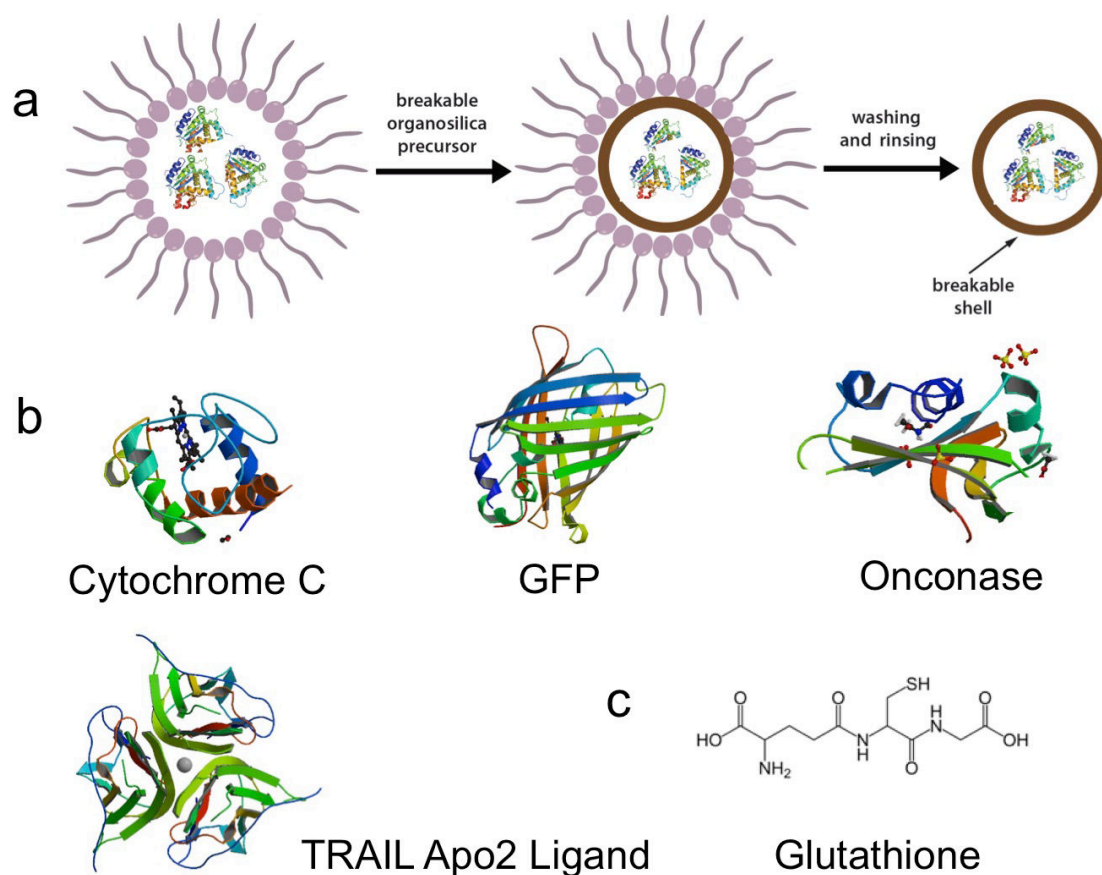 a
breakable
organosilica
precursor
washing
and rinsing
breakable
shell
b
Cytochrome C
GFP
Onconase
TRAIL Apo2 Ligand
c
SH
O
O
H
N
O
HO
N
H
OH
NH2
O
Glutathione